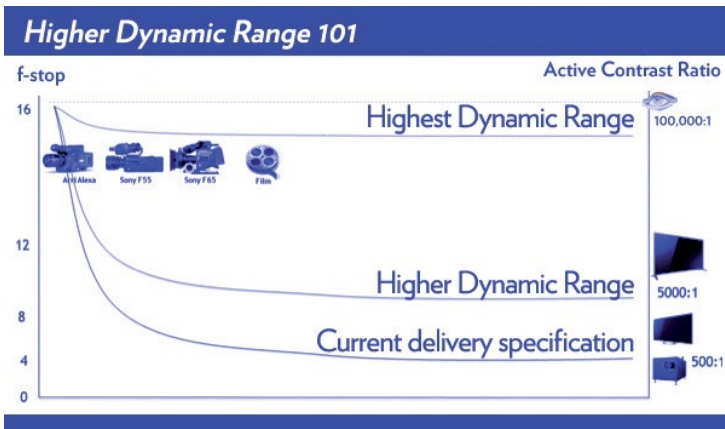 Higher Dynamic Range 101
f-stop
Active Contrast Ratio
16
Highest Dynamic Range
100,000:1
Arri Alexa
Sony F55
Sony F65
Film
12
Higher Dynamic Range
5000:1
8
Current delivery specification
4
500:1
0